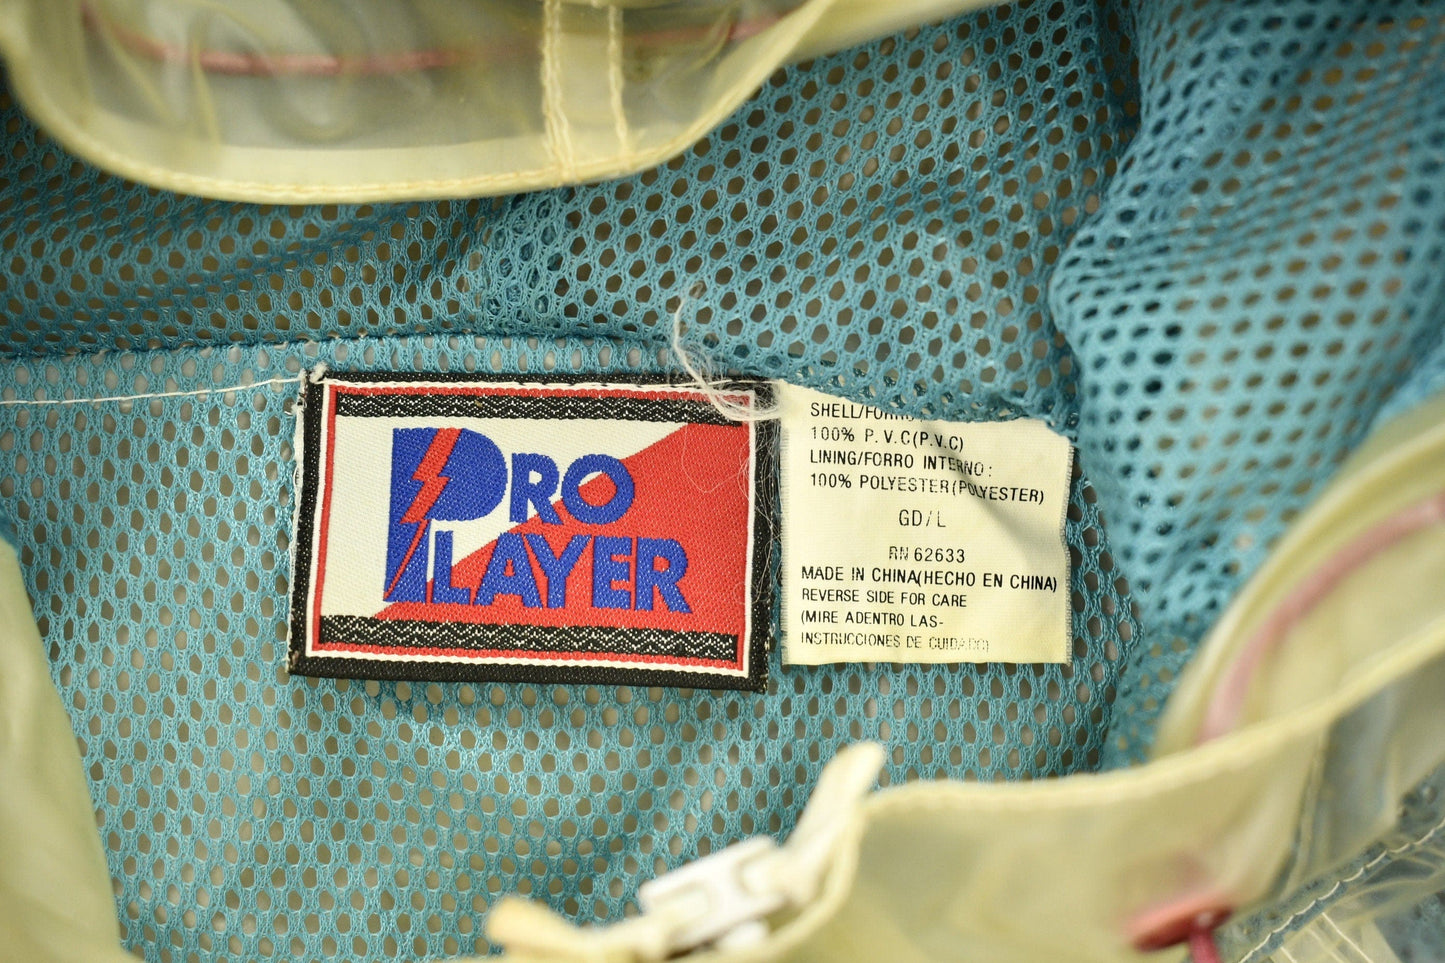 PRO
PLAYER
SHELL/FORRO
100% P.V.C(P.V.C)
LINING/FORRO INTERNO:
100% POLYESTER(POLYESTER)
GD/L
RN 62633
MADE IN CHINA(HECHO EN CHINA)
REVERSE SIDE FOR CARE
(MIRE ADENTRO LAS-
INSTRUCCIONES DE CUIDADO)